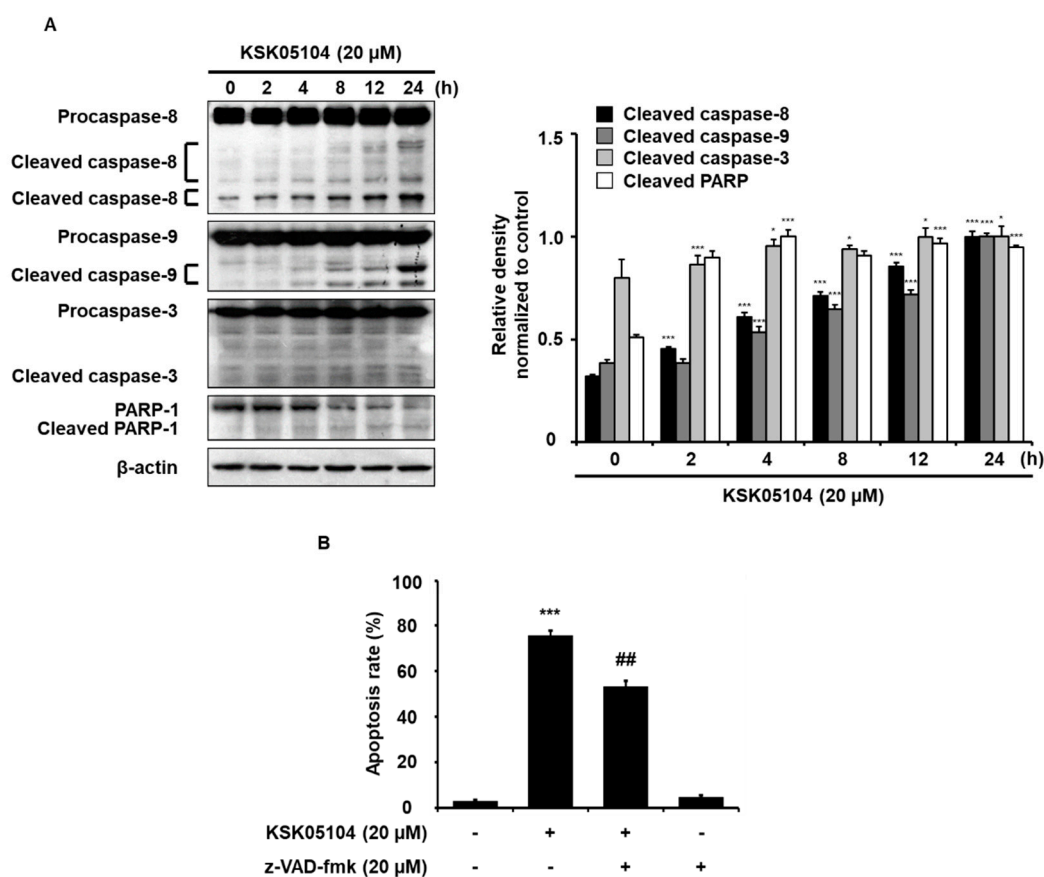 A
KSK05104 (20 µM)
0 2 4 8 12 24 (h)
Procaspase-8
Cleaved caspase-8
Cleaved caspase-8
Procaspase-9
Cleaved caspase-9
Procaspase-3
Cleaved caspase-3
PARP-1
Cleaved PARP-1
β-actin
Cleaved caspase-8
Cleaved caspase-9
Cleaved caspase-3
Cleaved PARP
Relative density
normalized to control
1.5
1.0
0.5
0
*** *** *** *** * *** *** *** * *** *** * *** *** *** * ***
0 2 4 8 12 24 (h)
KSK05104 (20 µM)
B
Apoptosis rate (%)
100
80
60
40
20
0
***
##
KSK05104 (20 µM) - + + -
z-VAD-fmk (20 µM) - - + +